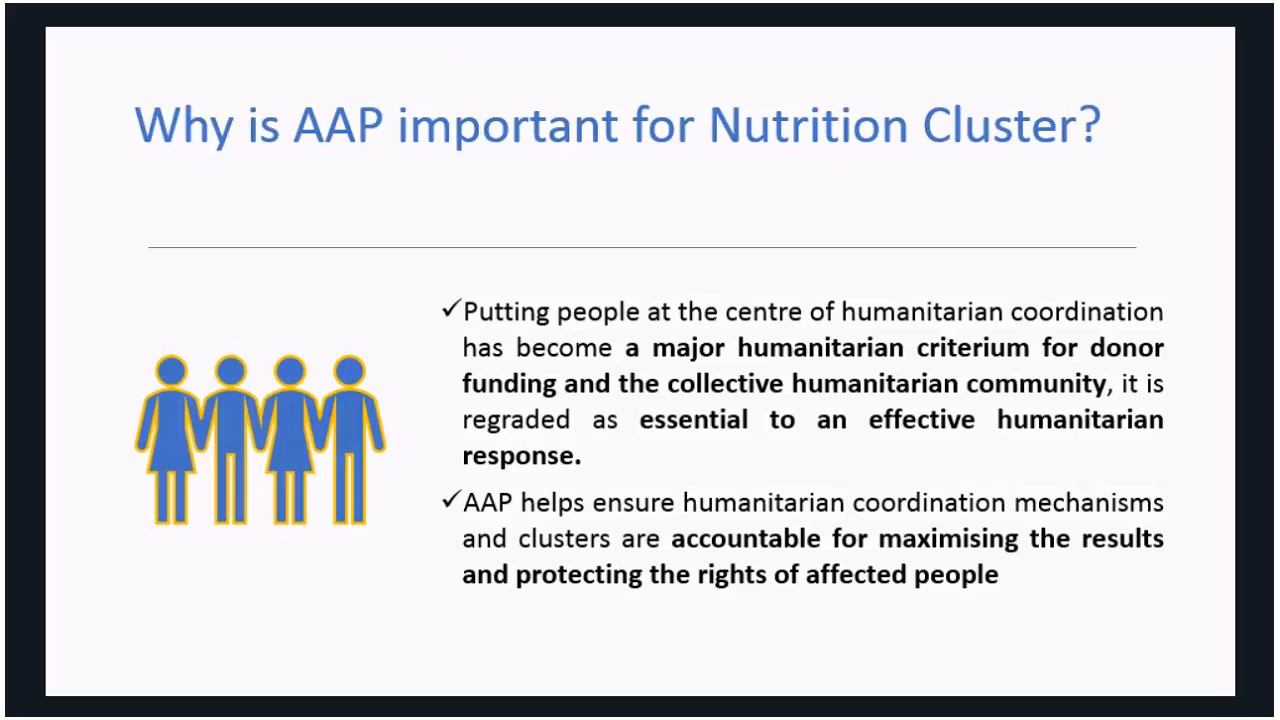 Why is AAP important for Nutrition Cluster?
✓Putting people at the centre of humanitarian coordination
has become a major humanitarian criterium for donor
funding and the collective humanitarian community, it is
regraded as essential to an effective humanitarian
response.
✓AAP helps ensure humanitarian coordination mechanisms
and clusters are accountable for maximising the results
and protecting the rights of affected people